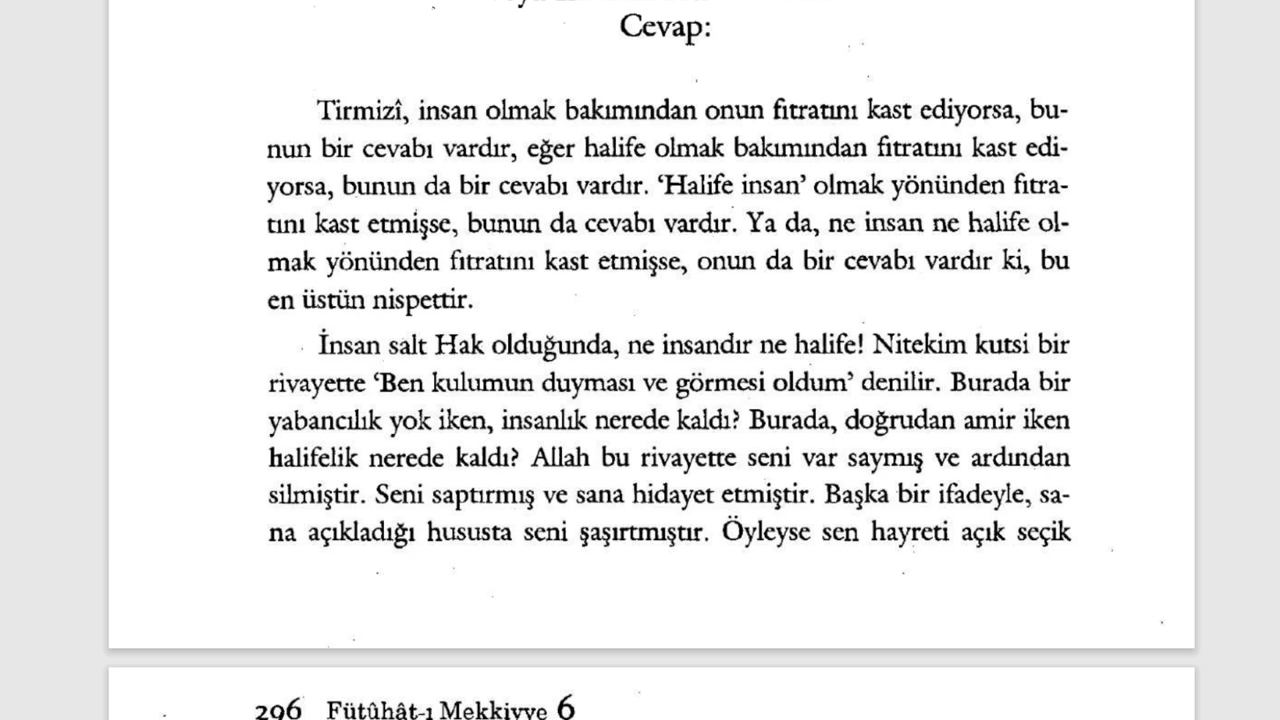 Cevap:
Tirmizî, insan olmak bakımından onun fıtratını kast ediyorsa, bu-
nun bir cevabı vardır, eğer halife olmak bakımından fıtratını kast edi-
yorsa, bunun da bir cevabı vardır. ‘Halife insan’ olmak yönünden fıtra-
tını kast etmişse, bunun da cevabı vardır. Ya da, ne insan ne halife ol-
mak yönünden fıtratını kast etmişse, onun da bir cevabı vardır ki, bu
en üstün nispettir.
İnsan salt Hak olduğunda, ne insandır ne halife! Nitekim kutsi bir
rivayette ‘Ben kulumun duyması ve görmesi oldum’ denilir. Burada bir
yabancılık yok iken, insanlık nerede kaldı? Burada, doğrudan amir iken
halifelik nerede kaldı? Allah bu rivayette seni var saymış ve ardından
silmiştir. Seni saptırmış ve sana hidayet etmiştir. Başka bir ifadeyle, sa-
na açıkladığı hususta seni şaşırtmıştır. Öyleyse sen hayreti açık seçik
296 Fütûhât-ı Mekkiyye 6